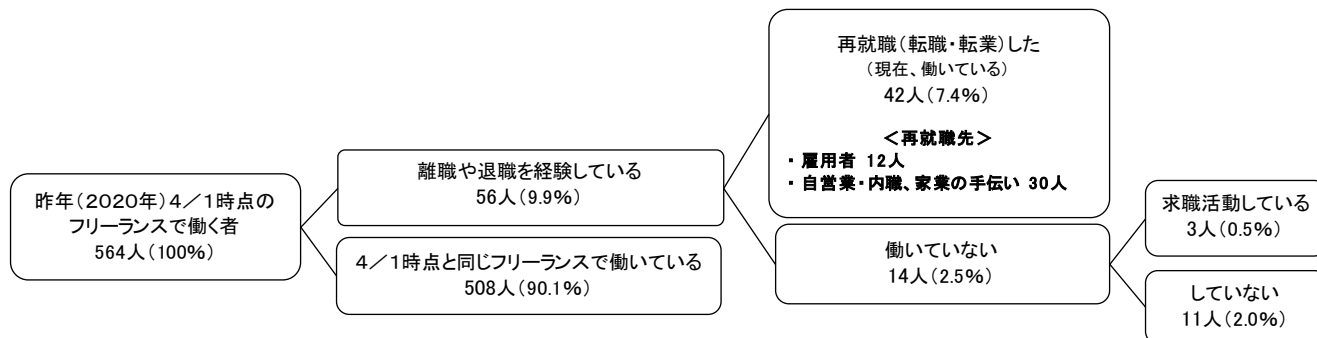 昨年(2020年)4/1時点の
フリーランスで働く者
564人(100%)
離職や退職を経験している
56人(9.9%)
4/1時点と同じフリーランスで働いている
508人(90.1%)
再就職(転職・転業)した
(現在、働いている)
42人(7.4%)
<再就職先>
・雇用者 12人
・自営業・内職、家業の手伝い 30人
働いていない
14人(2.5%)
求職活動している
3人(0.5%)
していない
11人(2.0%)